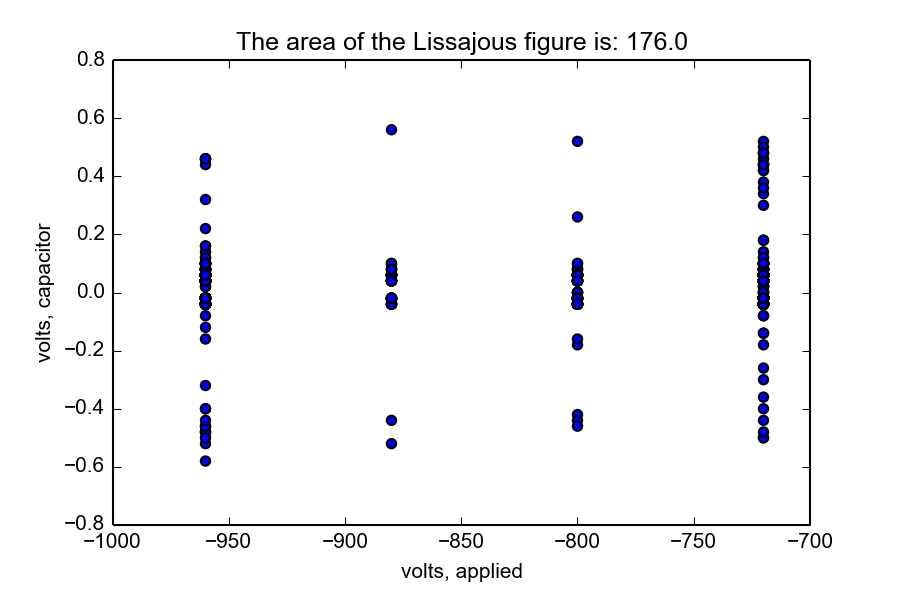 The area of the Lissajous figure is: 176.0
0.8
0.6
0.4
0.2
0.0
−0.2
−0.4
−0.6
−0.8
volts, capacitor
−1000 −950 −900 −850 −800 −750 −700
volts, applied